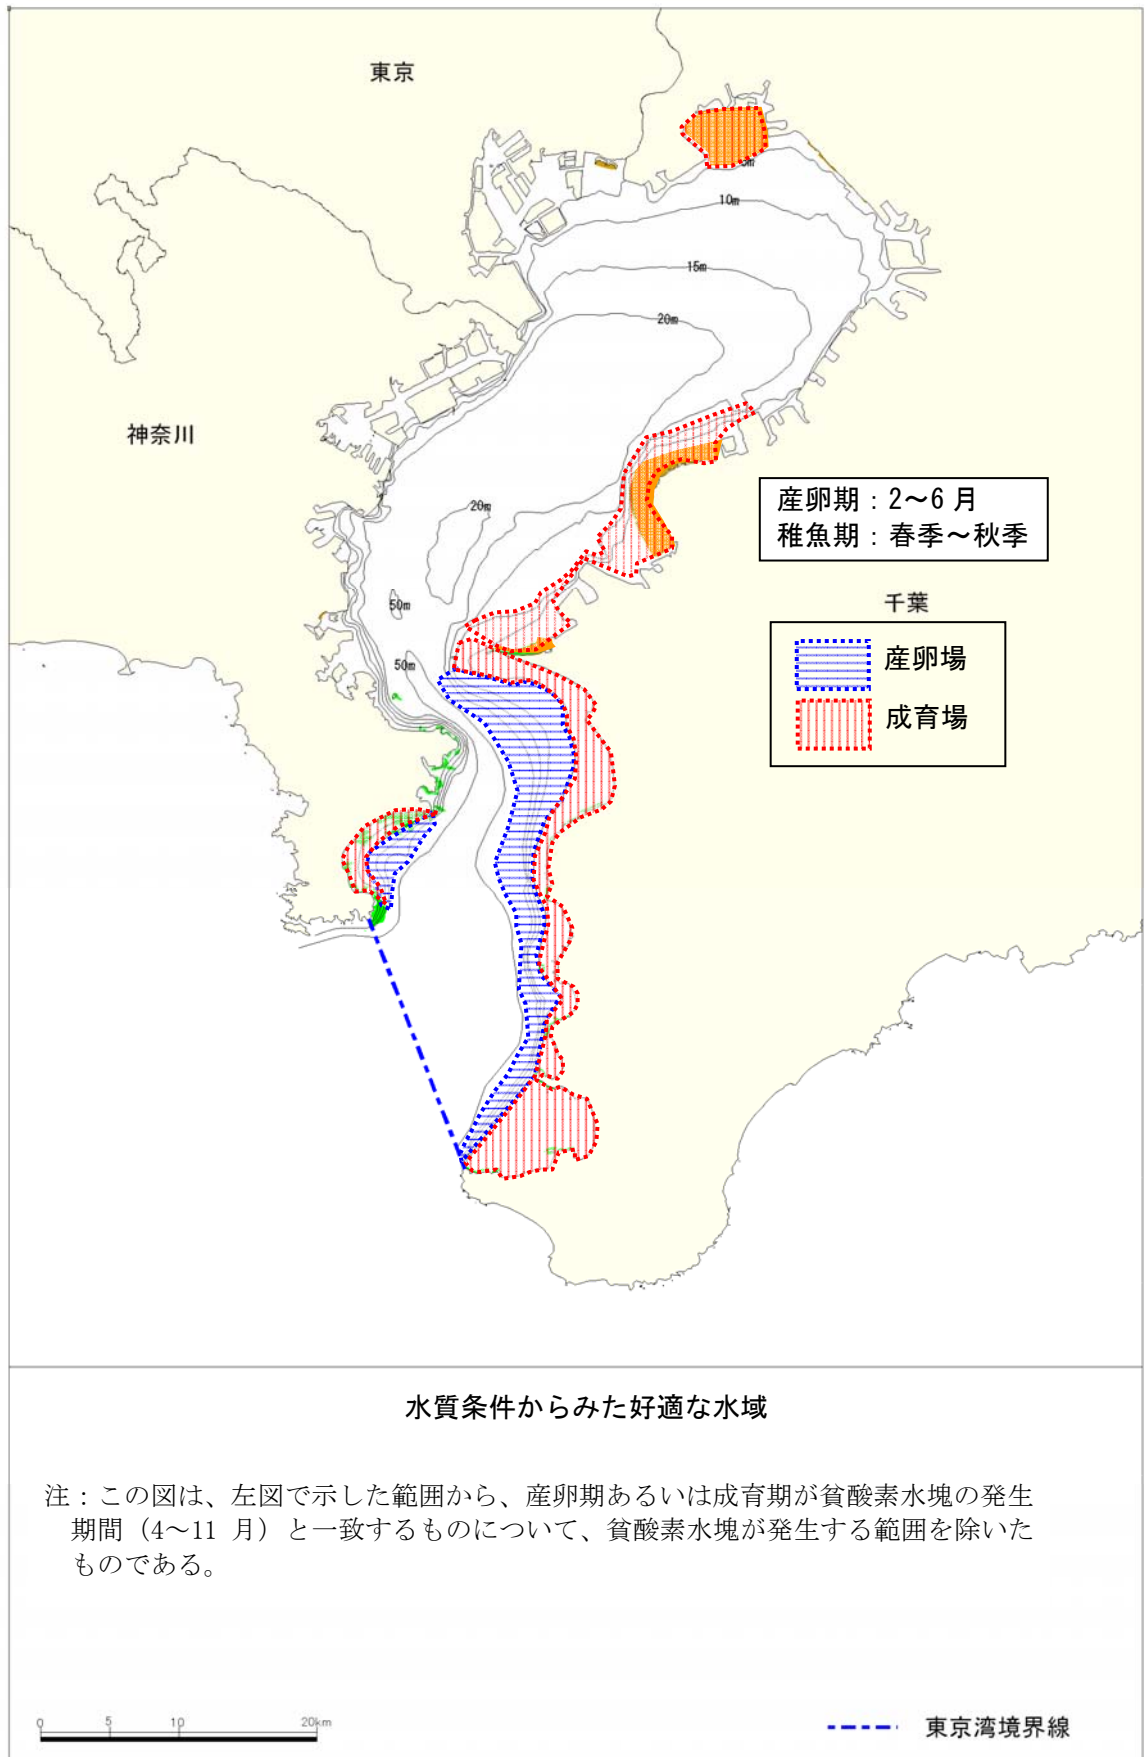 東京
5m
10m
15m
20m
神奈川
20m
産卵期：2～6 月
稚魚期：春季～秋季
50m
千葉
50m
産卵場
成育場
水質条件からみた好適な水域
注：この図は、左図で示した範囲から、産卵期あるいは成育期が貧酸素水塊の発生
期間（4～11 月）と一致するものについて、貧酸素水塊が発生する範囲を除いた
ものである。
0 5 10 20km
東京湾境界線